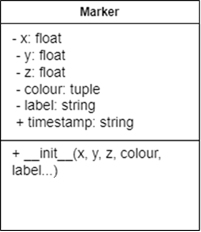 Marker
- x: float
- y: float
- z: float
- colour: tuple
- label: string
+ timestamp: string
+ __init__(x, y, z, colour,
label...)